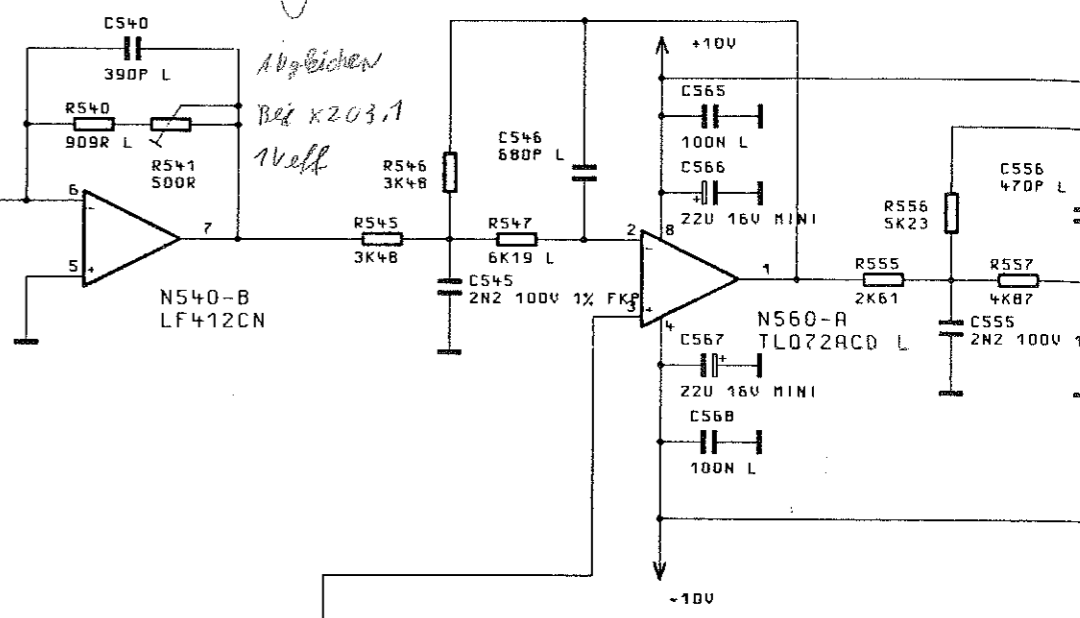 C540
390P L
R540
909R L
R541
500R
Abgleichen
Bei X203.1
1Veff
6
5
7
N540-B
LF412CN
R545
3K48
R546
3K48
R547
6K19 L
C545
2N2 100V 1% FKP
C546
680P L
+10V
C565
100N L
C566
+
22U 16V MINI
2
3
8
4
1
N560-A
TL072ACD L
C567
+
22U 16V MINI
C568
100N L
-10V
R555
2K61
R556
5K23
R557
4K87
C555
2N2 100V 1
C556
470P L